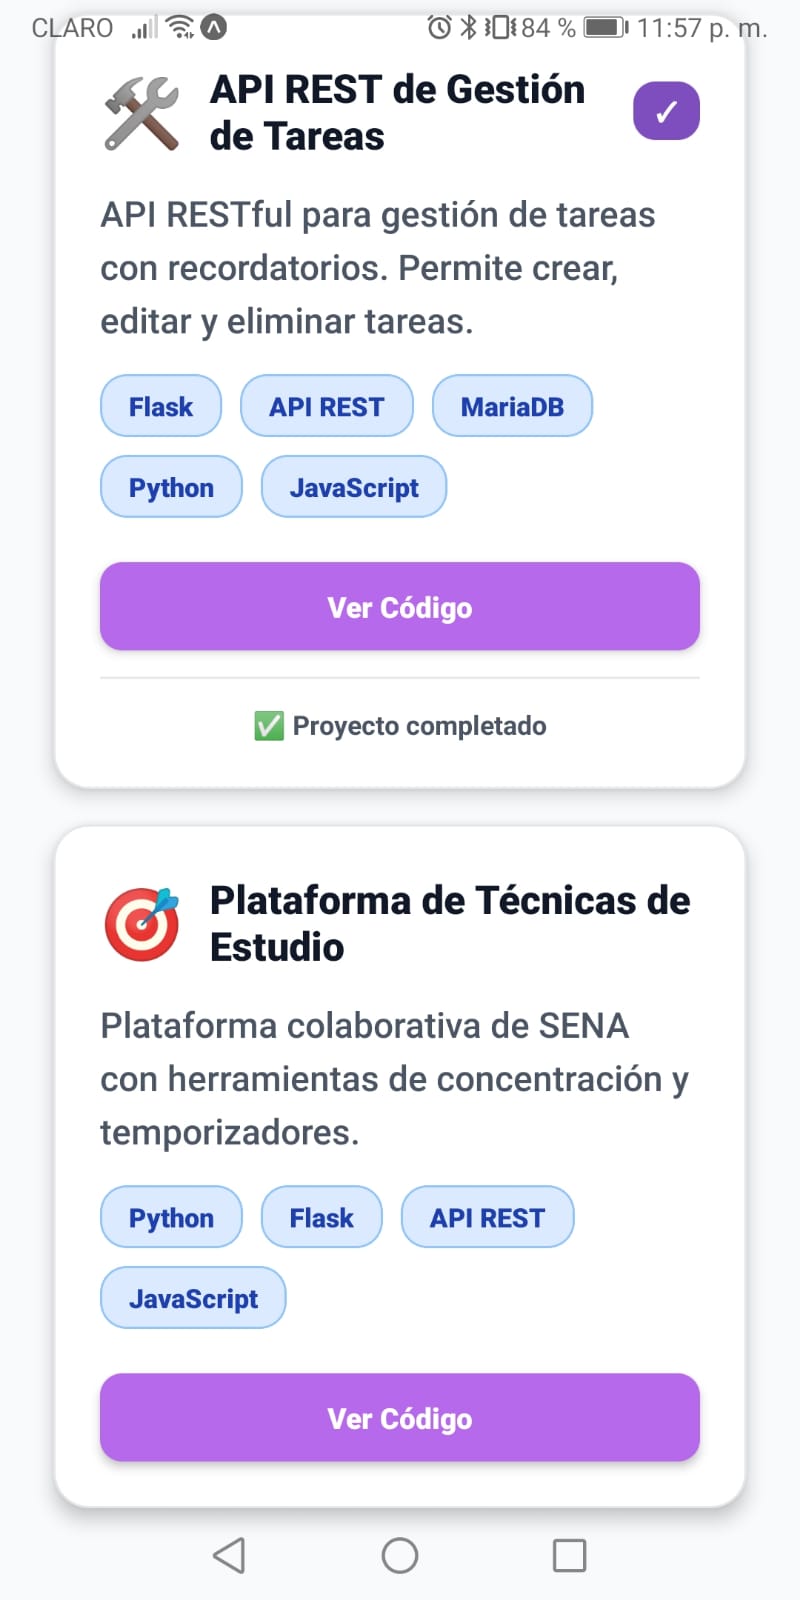 CLARO 84 % 11:57 p. m.
API REST de Gestión
de Tareas
✓
API RESTful para gestión de tareas
con recordatorios. Permite crear,
editar y eliminar tareas.
Flask API REST MariaDB
Python JavaScript
Ver Código
✅ Proyecto completado
Plataforma de Técnicas de
Estudio
Plataforma colaborativa de SENA
con herramientas de concentración y
temporizadores.
Python Flask API REST
JavaScript
Ver Código